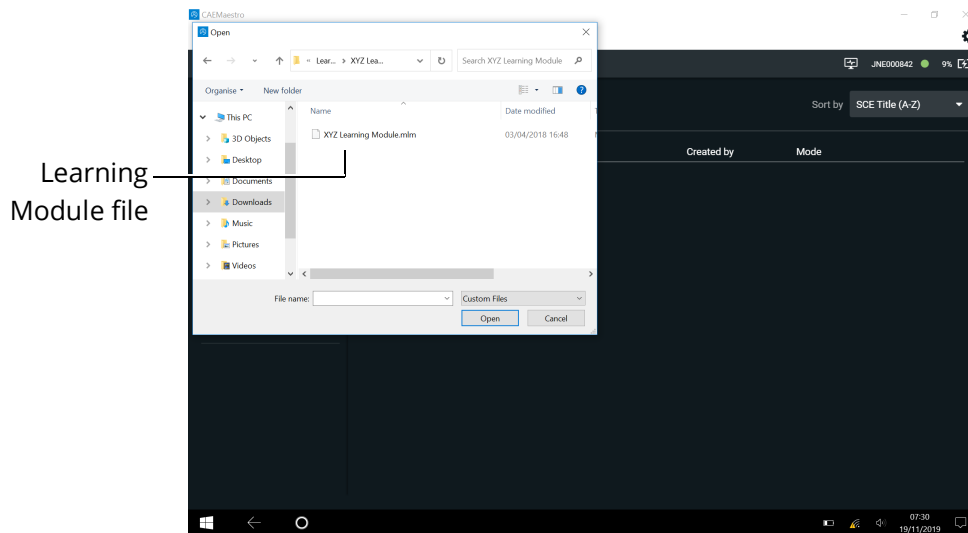 CAEMaestro
Open
« Lear... › XYZ Lea...
Search XYZ Learning Module
JNE000842
9%
Organise
New folder
Sort by
SCE Title (A-Z)
This PC
Name
Date modified
3D Objects
XYZ Learning Module.mlm
03/04/2018 16:48
Desktop
Created by
Mode
Learning
Module file
Documents
Downloads
Music
Pictures
Videos
File name:
Custom Files
Open
Cancel
07:30
19/11/2019